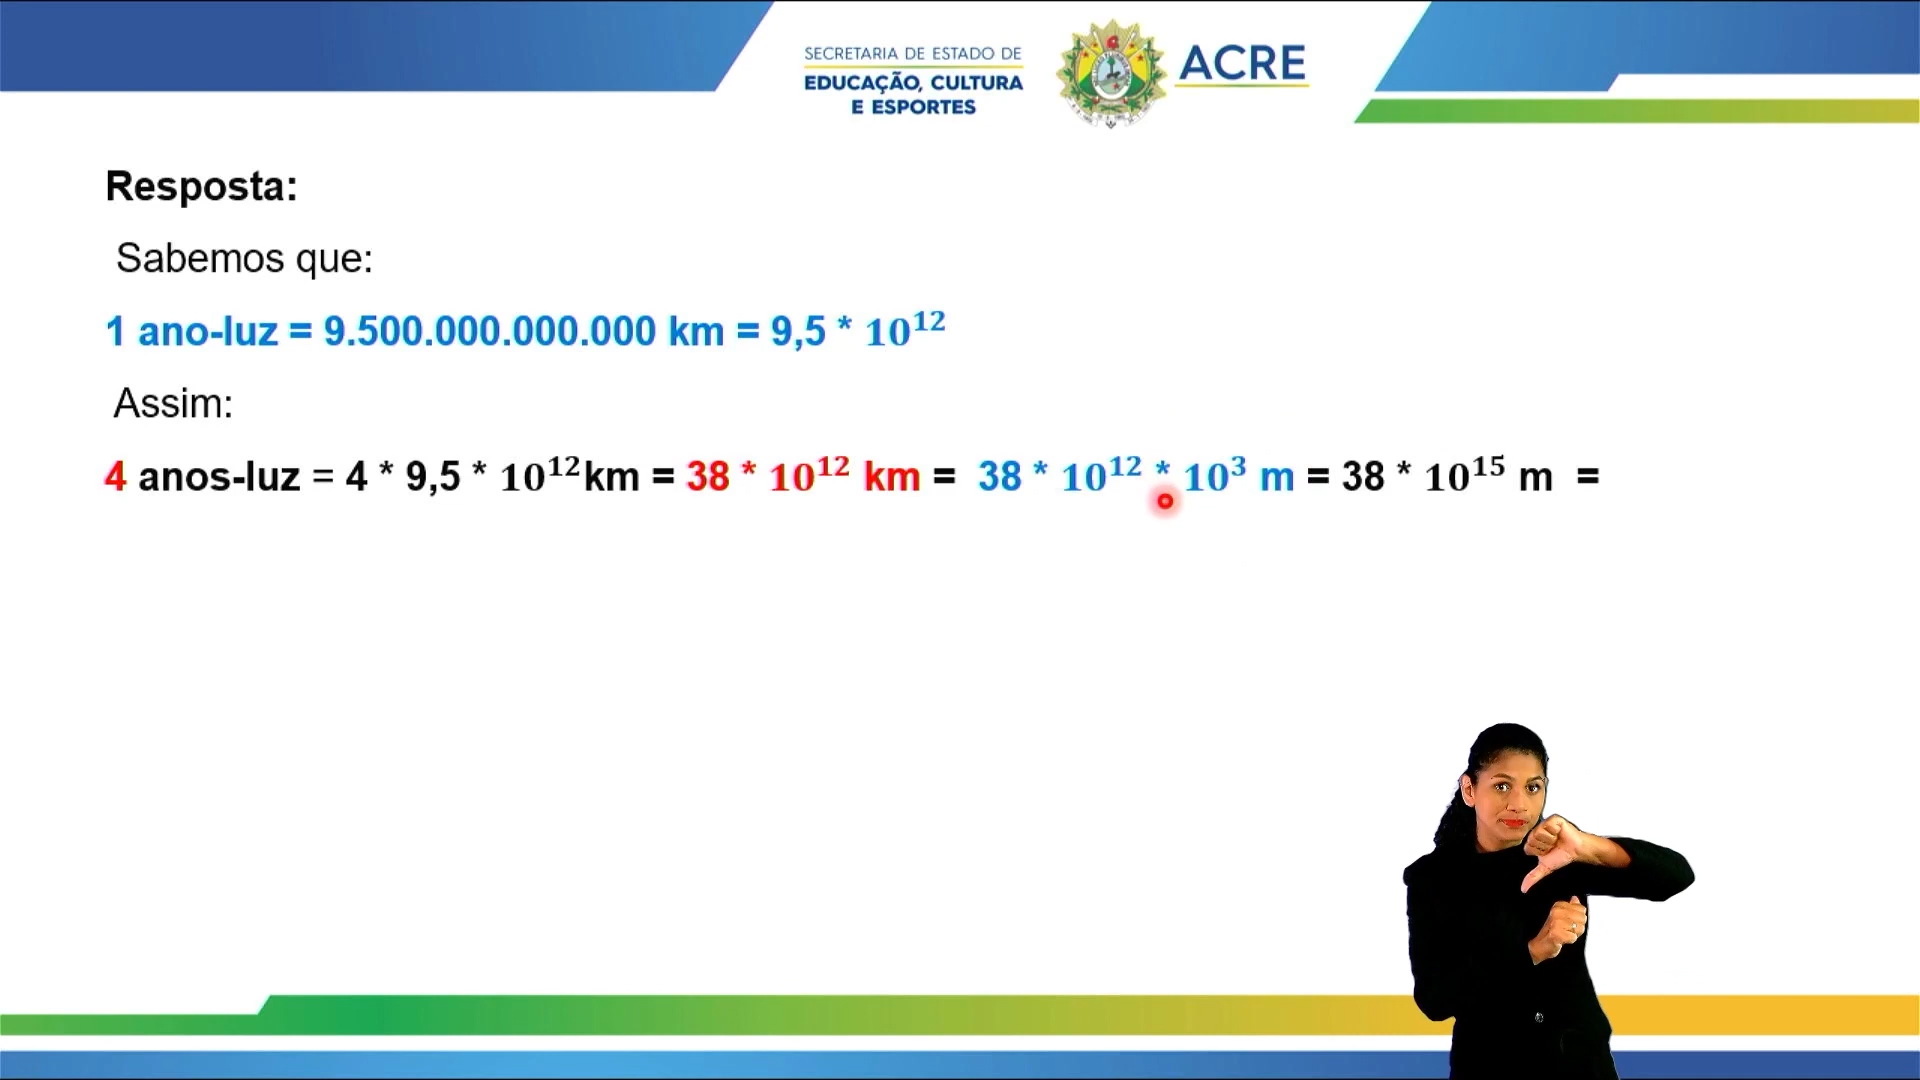 SECRETARIA DE ESTADO DE
EDUCAÇÃO, CULTURA
E ESPORTES
ACRE
Resposta:
Sabemos que:
1 ano-luz = 9.500.000.000.000 km = 9,5 * 10¹²
Assim:
4 anos-luz = 4 * 9,5 * 10¹²km = 38 * 10¹² km = 38 * 10¹² * 10³ m = 38 * 10¹⁵ m =